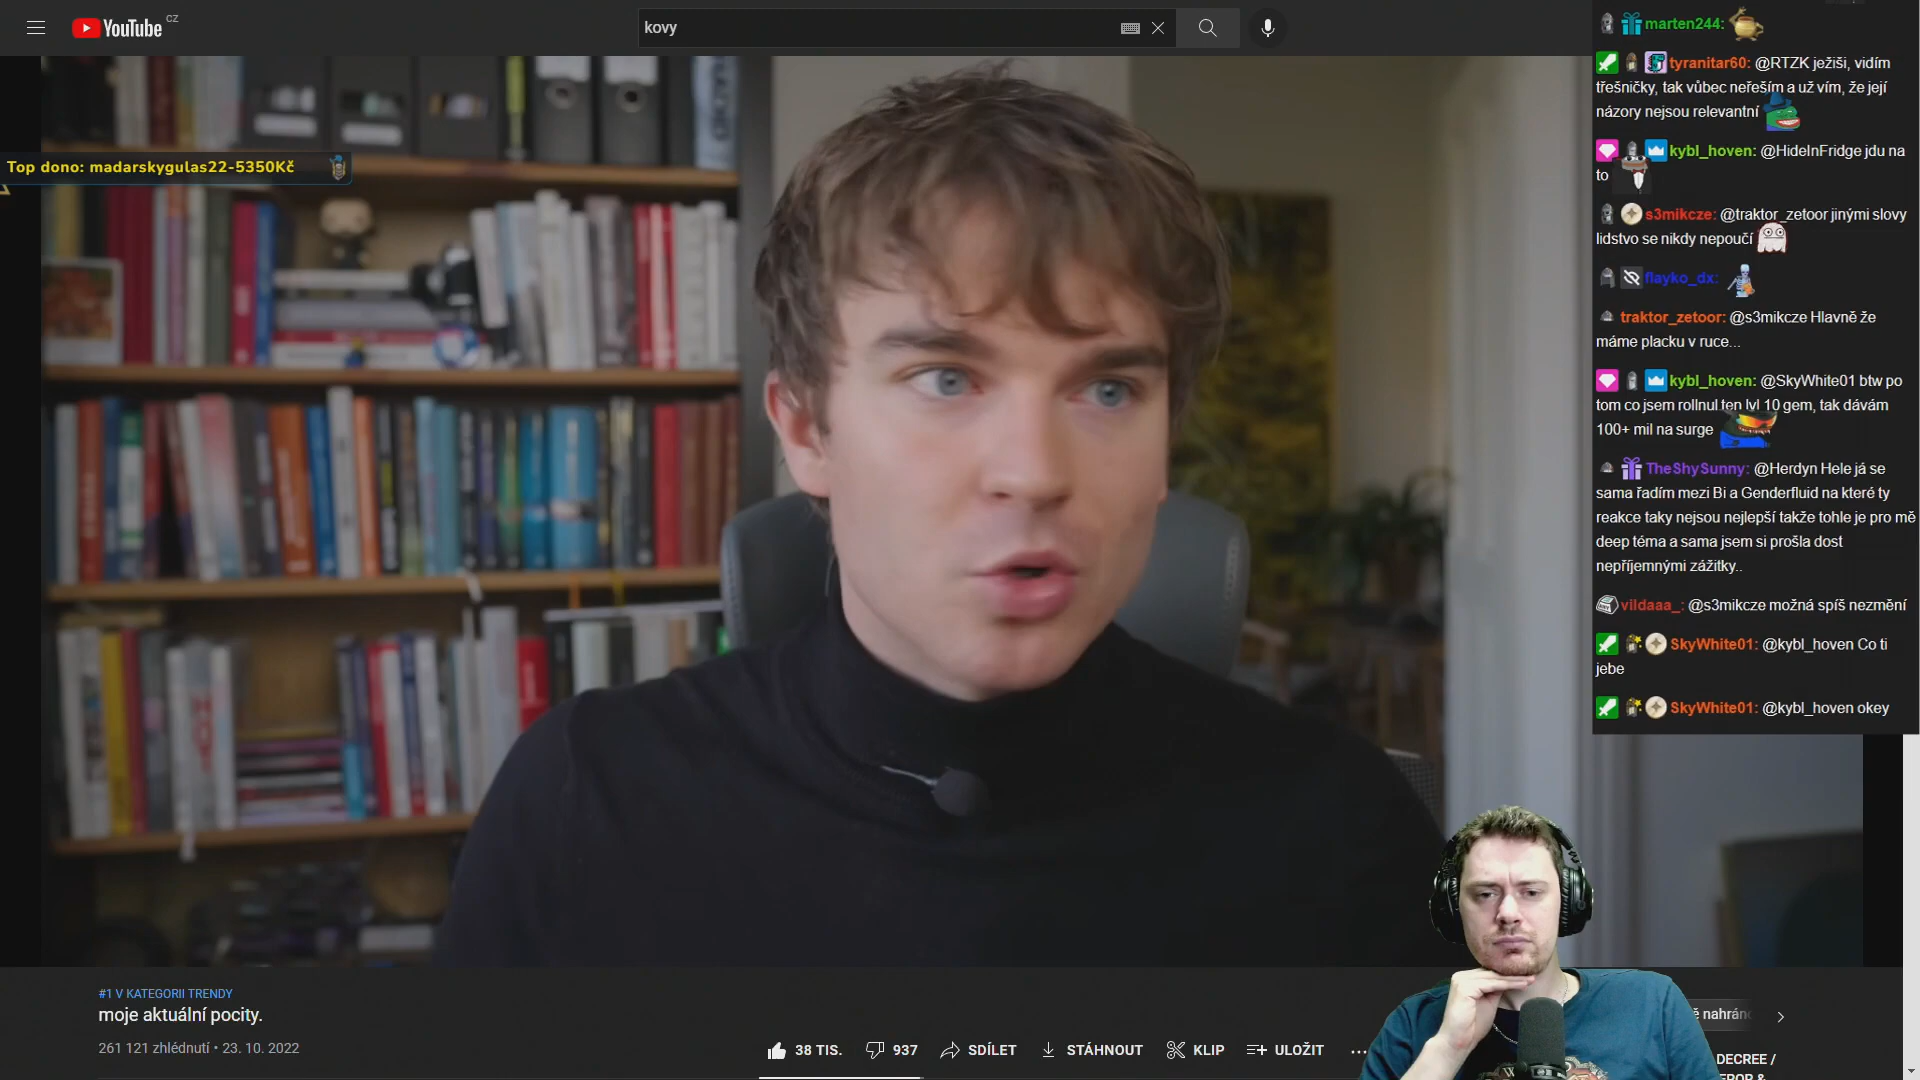 YouTube CZ
kovy
Top dono: madarskygulas22-5350Kč
marten244:
tyranitar60: @RTZK ježiši, vidím
třešničky, tak vůbec neřeším a už vím, že její
názory nejsou relevantní
kybl_hoven: @HideInFridge jdu na
to
s3mikcze: @traktor_zetoor jinými slovy
lidstvo se nikdy nepoučí
flayko_dx:
traktor_zetoor: @s3mikcze Hlavně že
máme placku v ruce...
kybl_hoven: @SkyWhite01 btw po
tom co jsem rollnul ten lvl 10 gem, tak dávám
100+ mil na surge
TheShySunny: @Herdyn Hele já se
sama řadím mezi Bi a Genderfluid na které ty
reakce taky nejsou nejlepší takže tohle je pro mě
deep téma a sama jsem si prošla dost
nepříjemnými zážitky..
vildaaa_: @s3mikcze možná spíš nezmění
SkyWhite01: @kybl_hoven Co ti
jebe
SkyWhite01: @kybl_hoven okey
#1 V KATEGORII TRENDY
moje aktuální pocity.
261 121 zhlédnutí • 23. 10. 2022
38 TIS.
937
SDÍLET
STÁHNOUT
KLIP
ULOŽIT
DECREE /